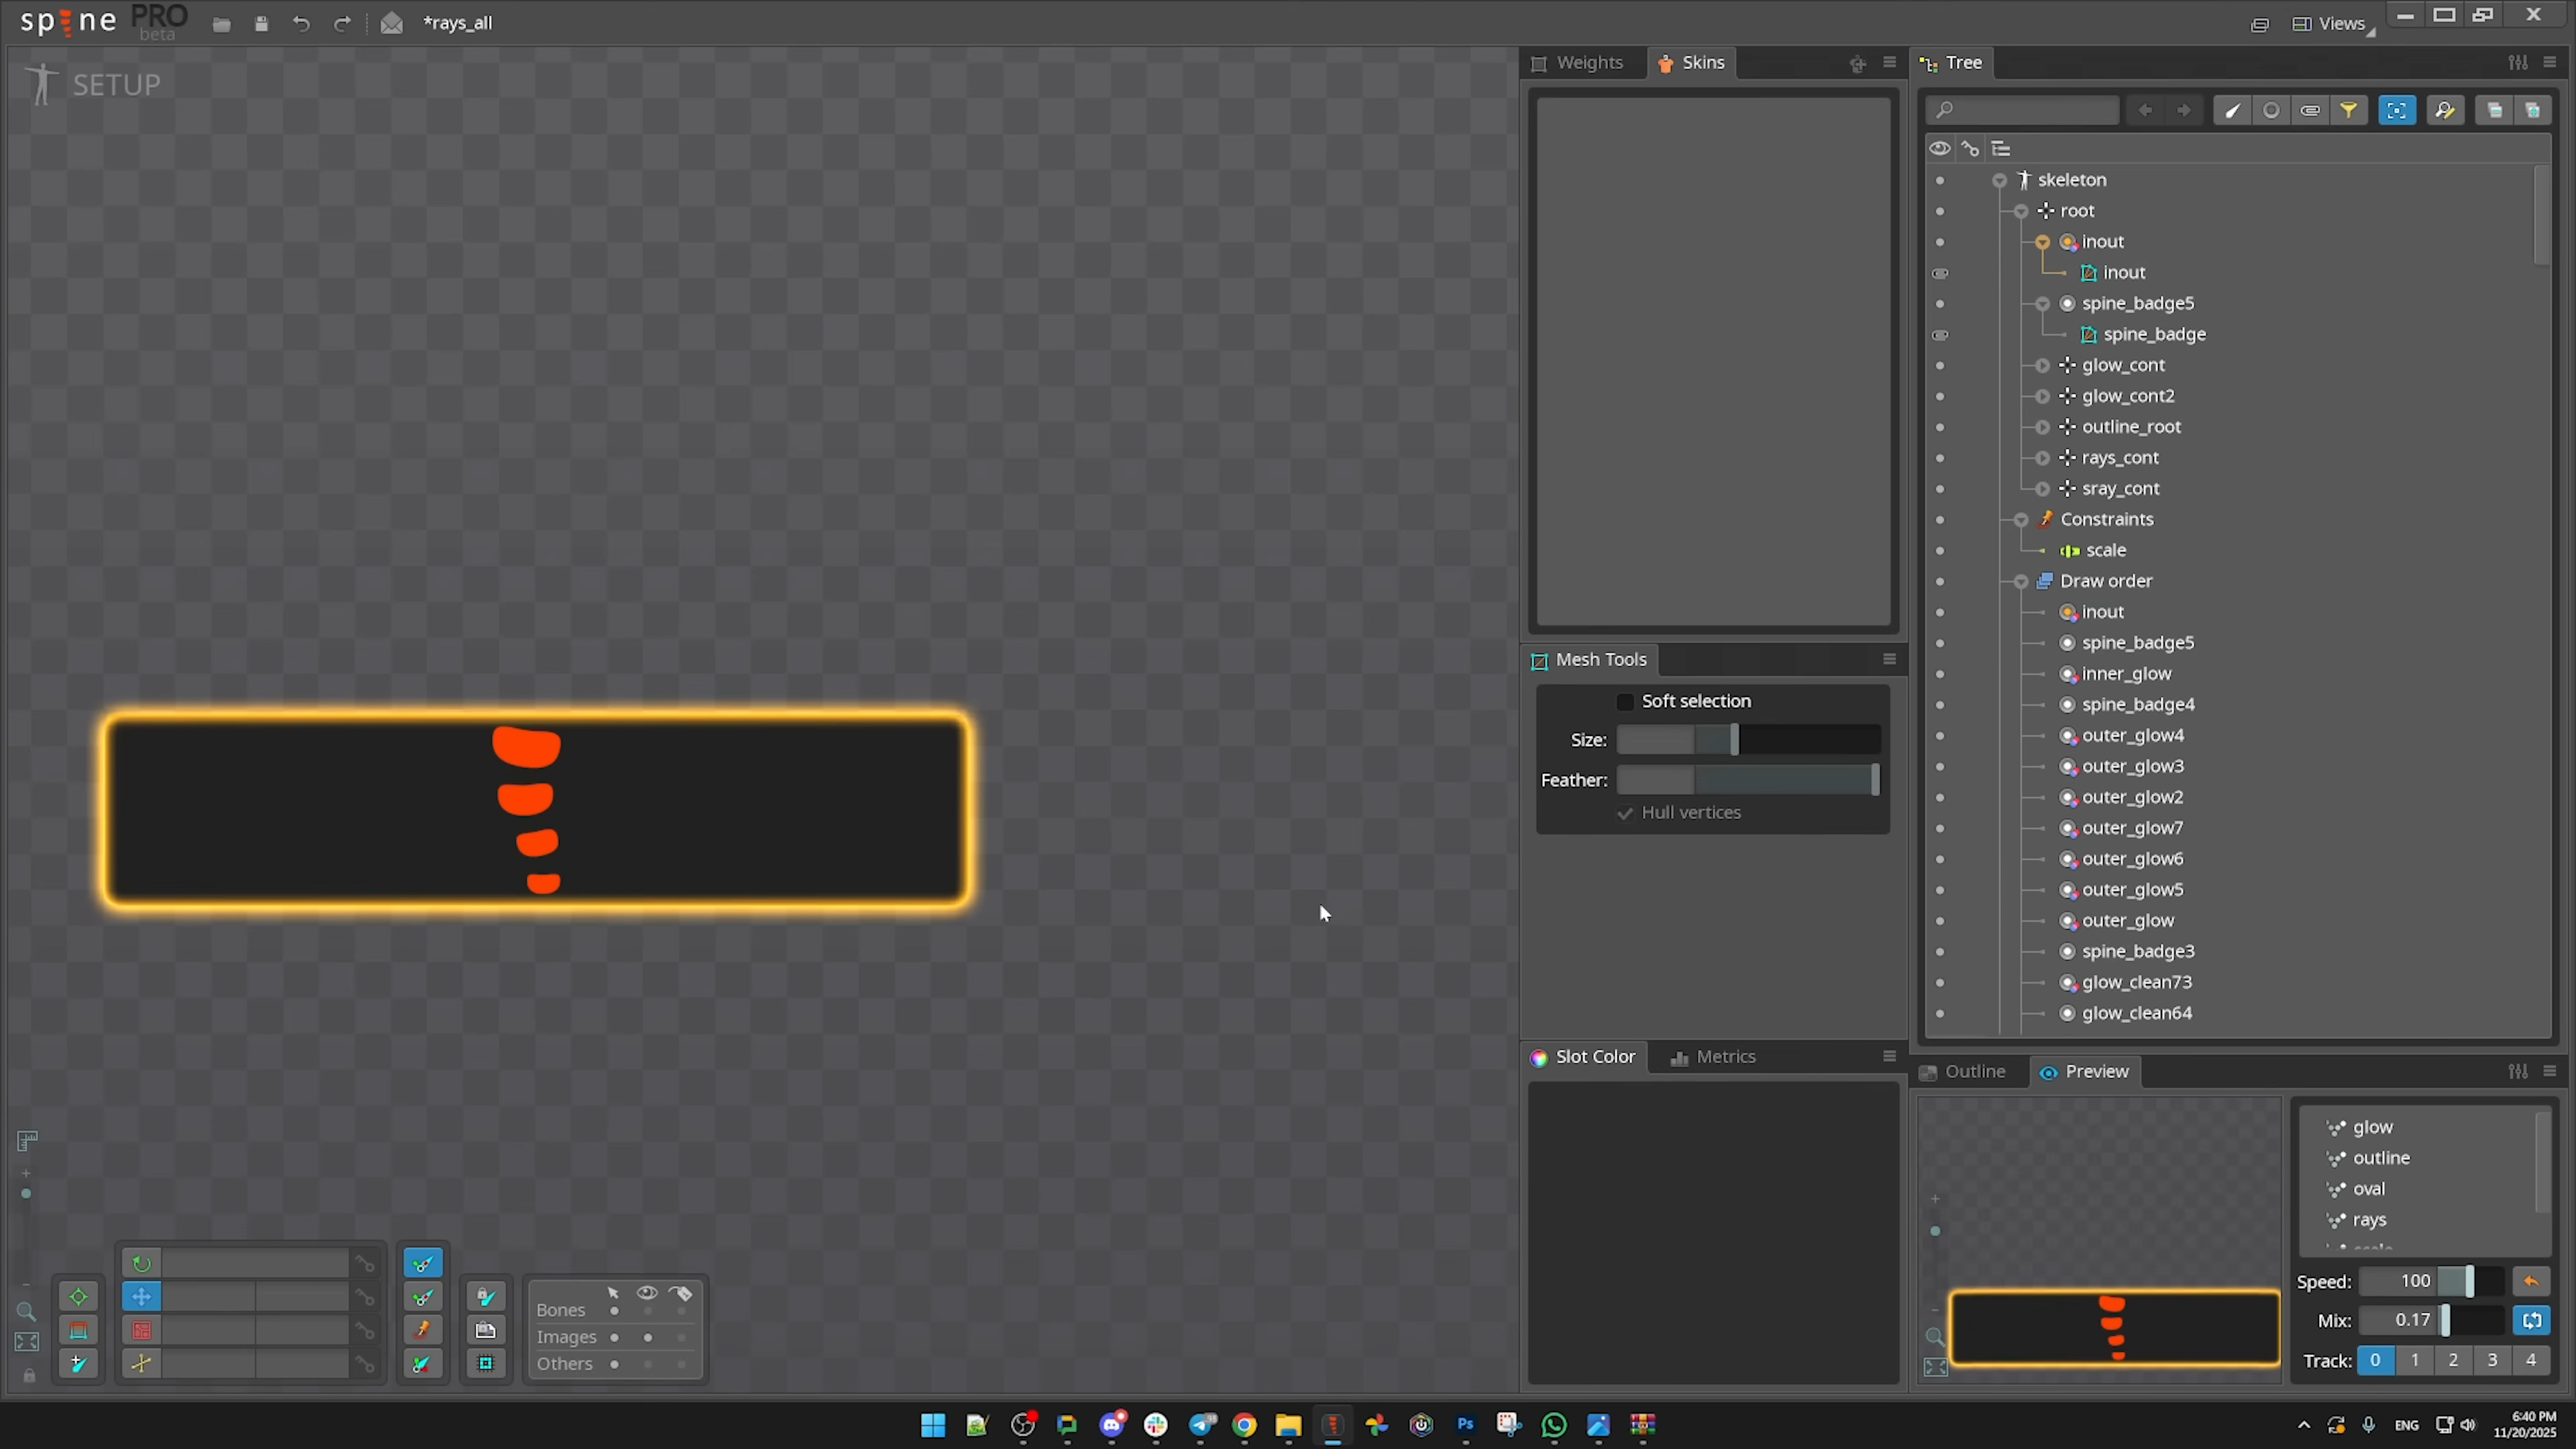 spine PRO
beta
*rays_all
Views
SETUP
Weights
Skins
Tree
skeleton
root
inout
inout
spine_badge5
spine_badge
glow_cont
glow_cont2
outline_root
rays_cont
sray_cont
Constraints
scale
Draw order
inout
spine_badge5
inner_glow
spine_badge4
outer_glow4
outer_glow3
outer_glow2
outer_glow7
outer_glow6
outer_glow5
outer_glow
spine_badge3
glow_clean73
glow_clean64
Mesh Tools
Soft selection
Size:
Feather:
Hull vertices
Slot Color
Metrics
Outline
Preview
glow
outline
oval
rays
Speed: 100
Mix: 0.17
Track: 0 1 2 3 4
Bones
Images
Others
Ps
ENG
6:40 PM
11/20/2025